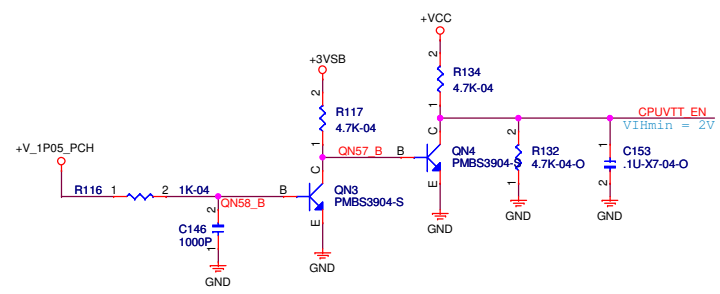 +VCC
2
R134
4.7K-04
1
+3VSB
2
R117
4.7K-04
1
CPUVTT_EN
VIHmin = 2V
+V_1P05_PCH
QN57_B
B
C
QN4
PMBS3904-S
E
2
R132
4.7K-04-O
1
C153
.1U-X7-04-O
1
2
GND
GND
GND
R116
1
2
1K-04
QN58_B
B
C
QN3
PMBS3904-S
E
2
C146
1000P
1
GND
GND